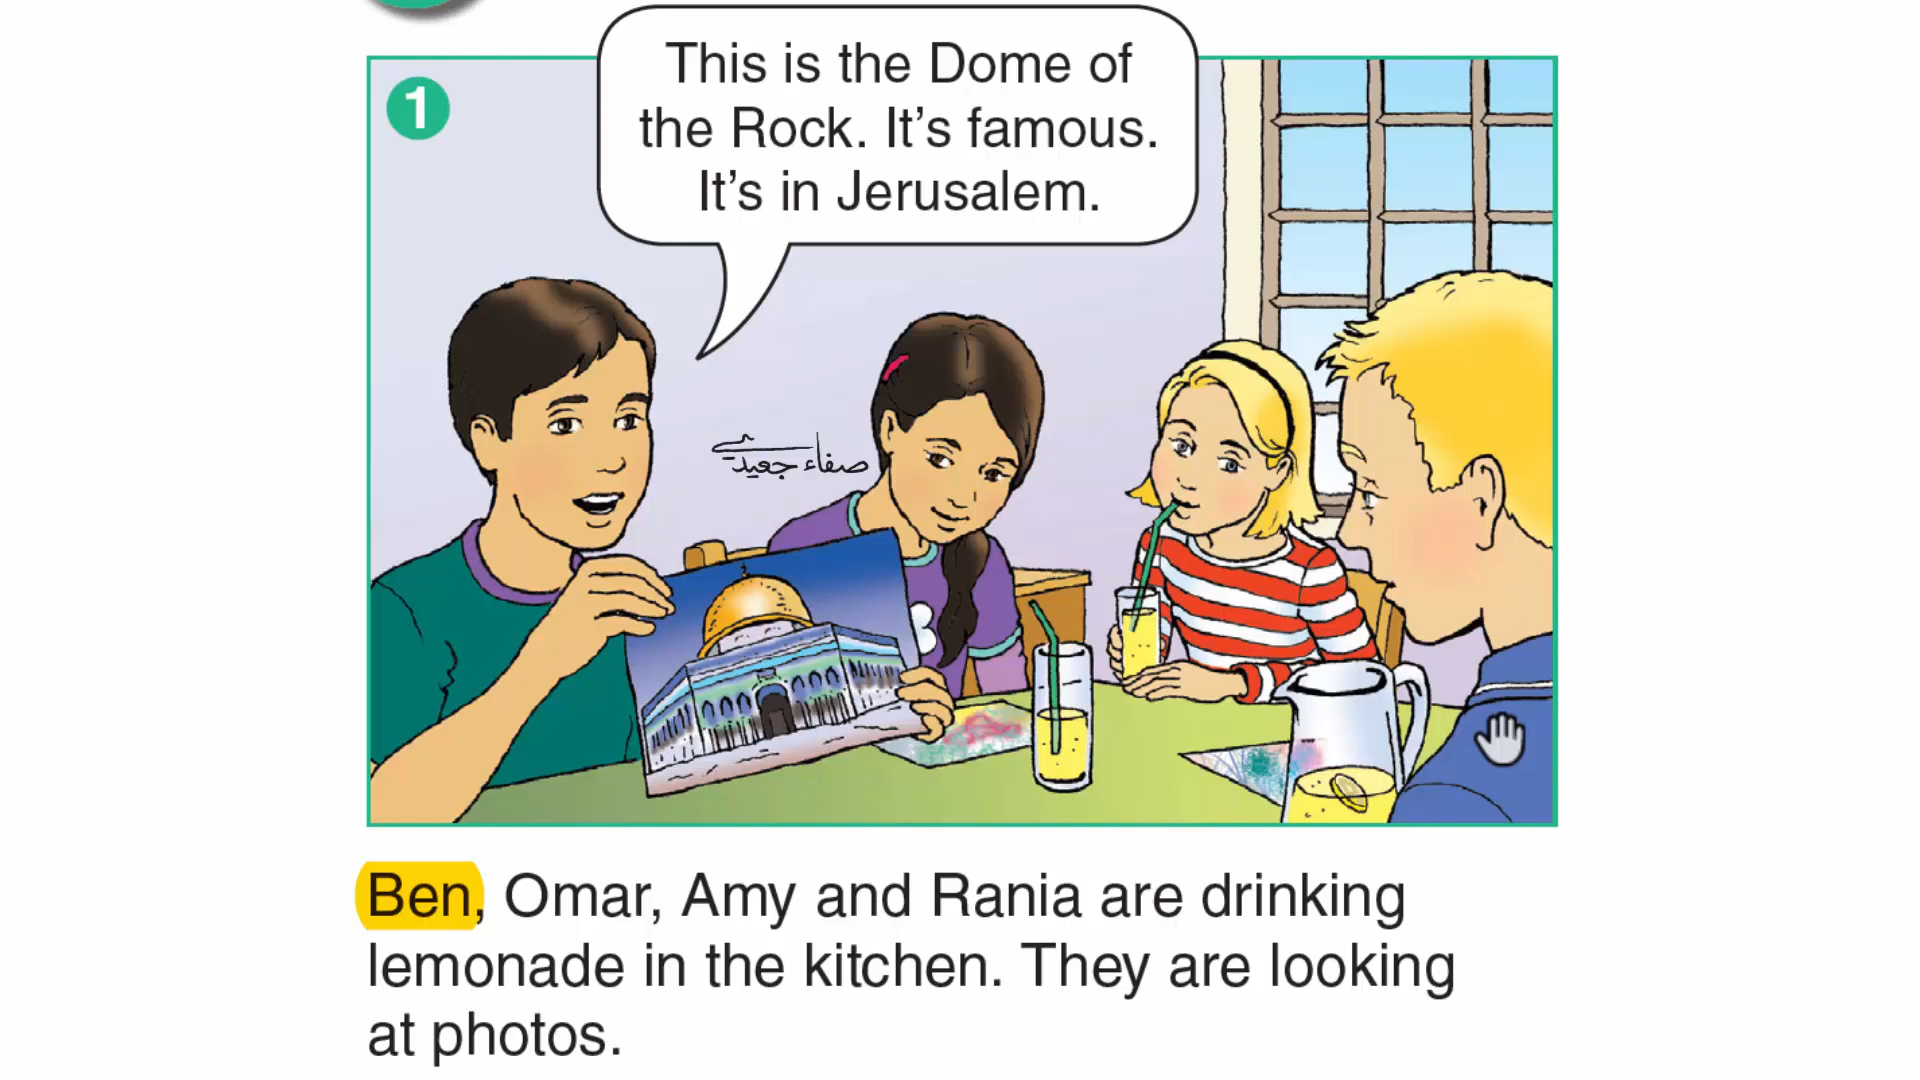 This is the Dome of
the Rock. It's famous.
It's in Jerusalem.
1
صفاء جعيدي
Ben, Omar, Amy and Rania are drinking
lemonade in the kitchen. They are looking
at photos.